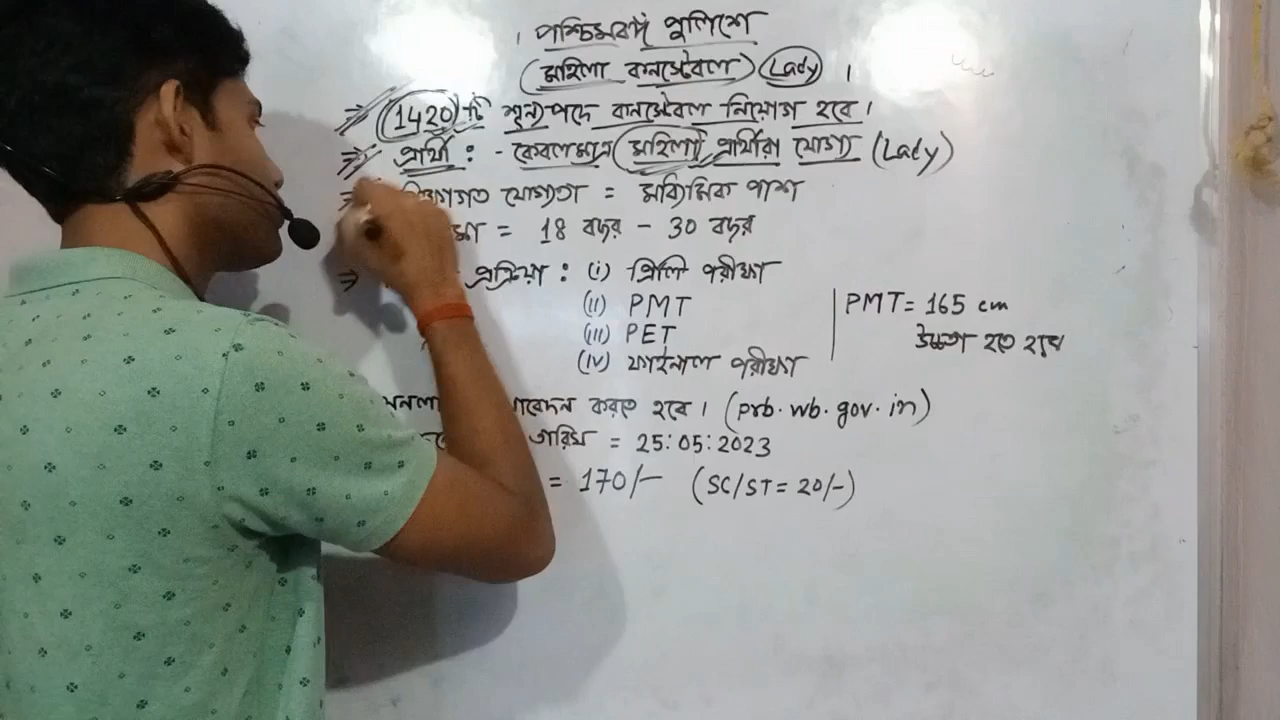 পশ্চিমবঙ্গ পুলিশে
(মহিলা কনস্টেবল) (Lady) ।
⇒ 1420 টি শূন্যপদে কনস্টেবল নিয়োগ হবে।
⇒ প্রার্থী : - কেবলমাত্র মহিলা প্রার্থীরা যোগ্য (Lady)
⇒ যোগ্যতা = মাধ্যমিক পাশ
= 18 বছর - 30 বছর
⇒ প্রক্রিয়া : (i) প্রিলি পরীক্ষা
(ii) PMT
(iii) PET
(iv) ফাইনাল পরীক্ষা
PMT = 165 cm
উচ্চতা হতে হবে
করতে হবে। (prb.wb.gov.in)
তারিখ = 25:05:2023
= 170/- (SC/ST = 20/-)